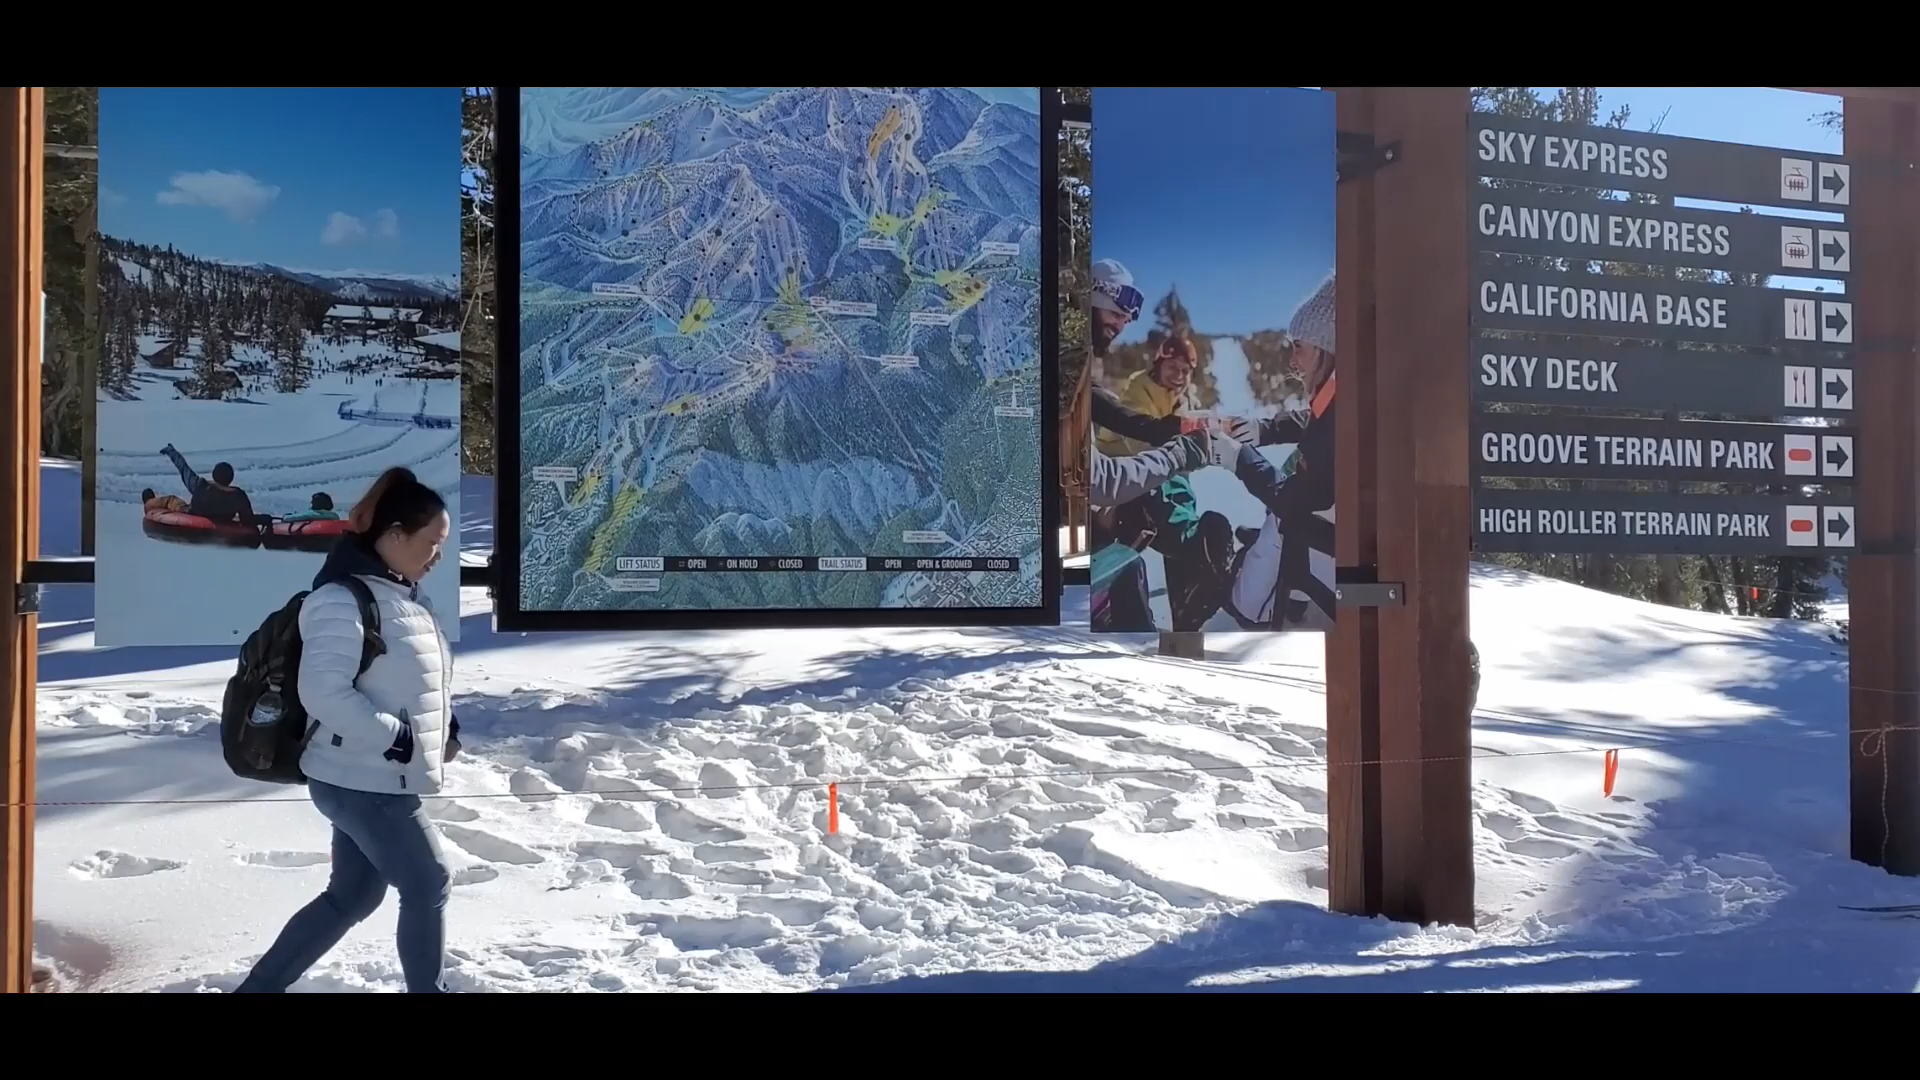 LIFT STATUS OPEN ON HOLD CLOSED TRAIL STATUS OPEN OPEN & GROOMED CLOSED
SKY EXPRESS
CANYON EXPRESS
CALIFORNIA BASE
SKY DECK
GROOVE TERRAIN PARK
HIGH ROLLER TERRAIN PARK